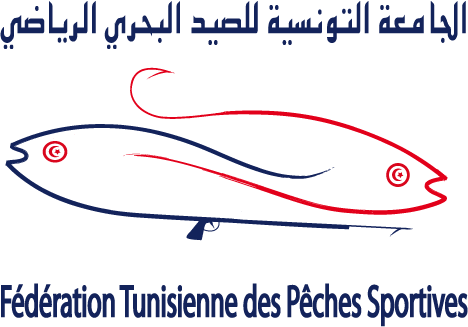 الجامعة التونسية للصيد البحري الرياضي
Fédération Tunisienne des Pêches Sportives